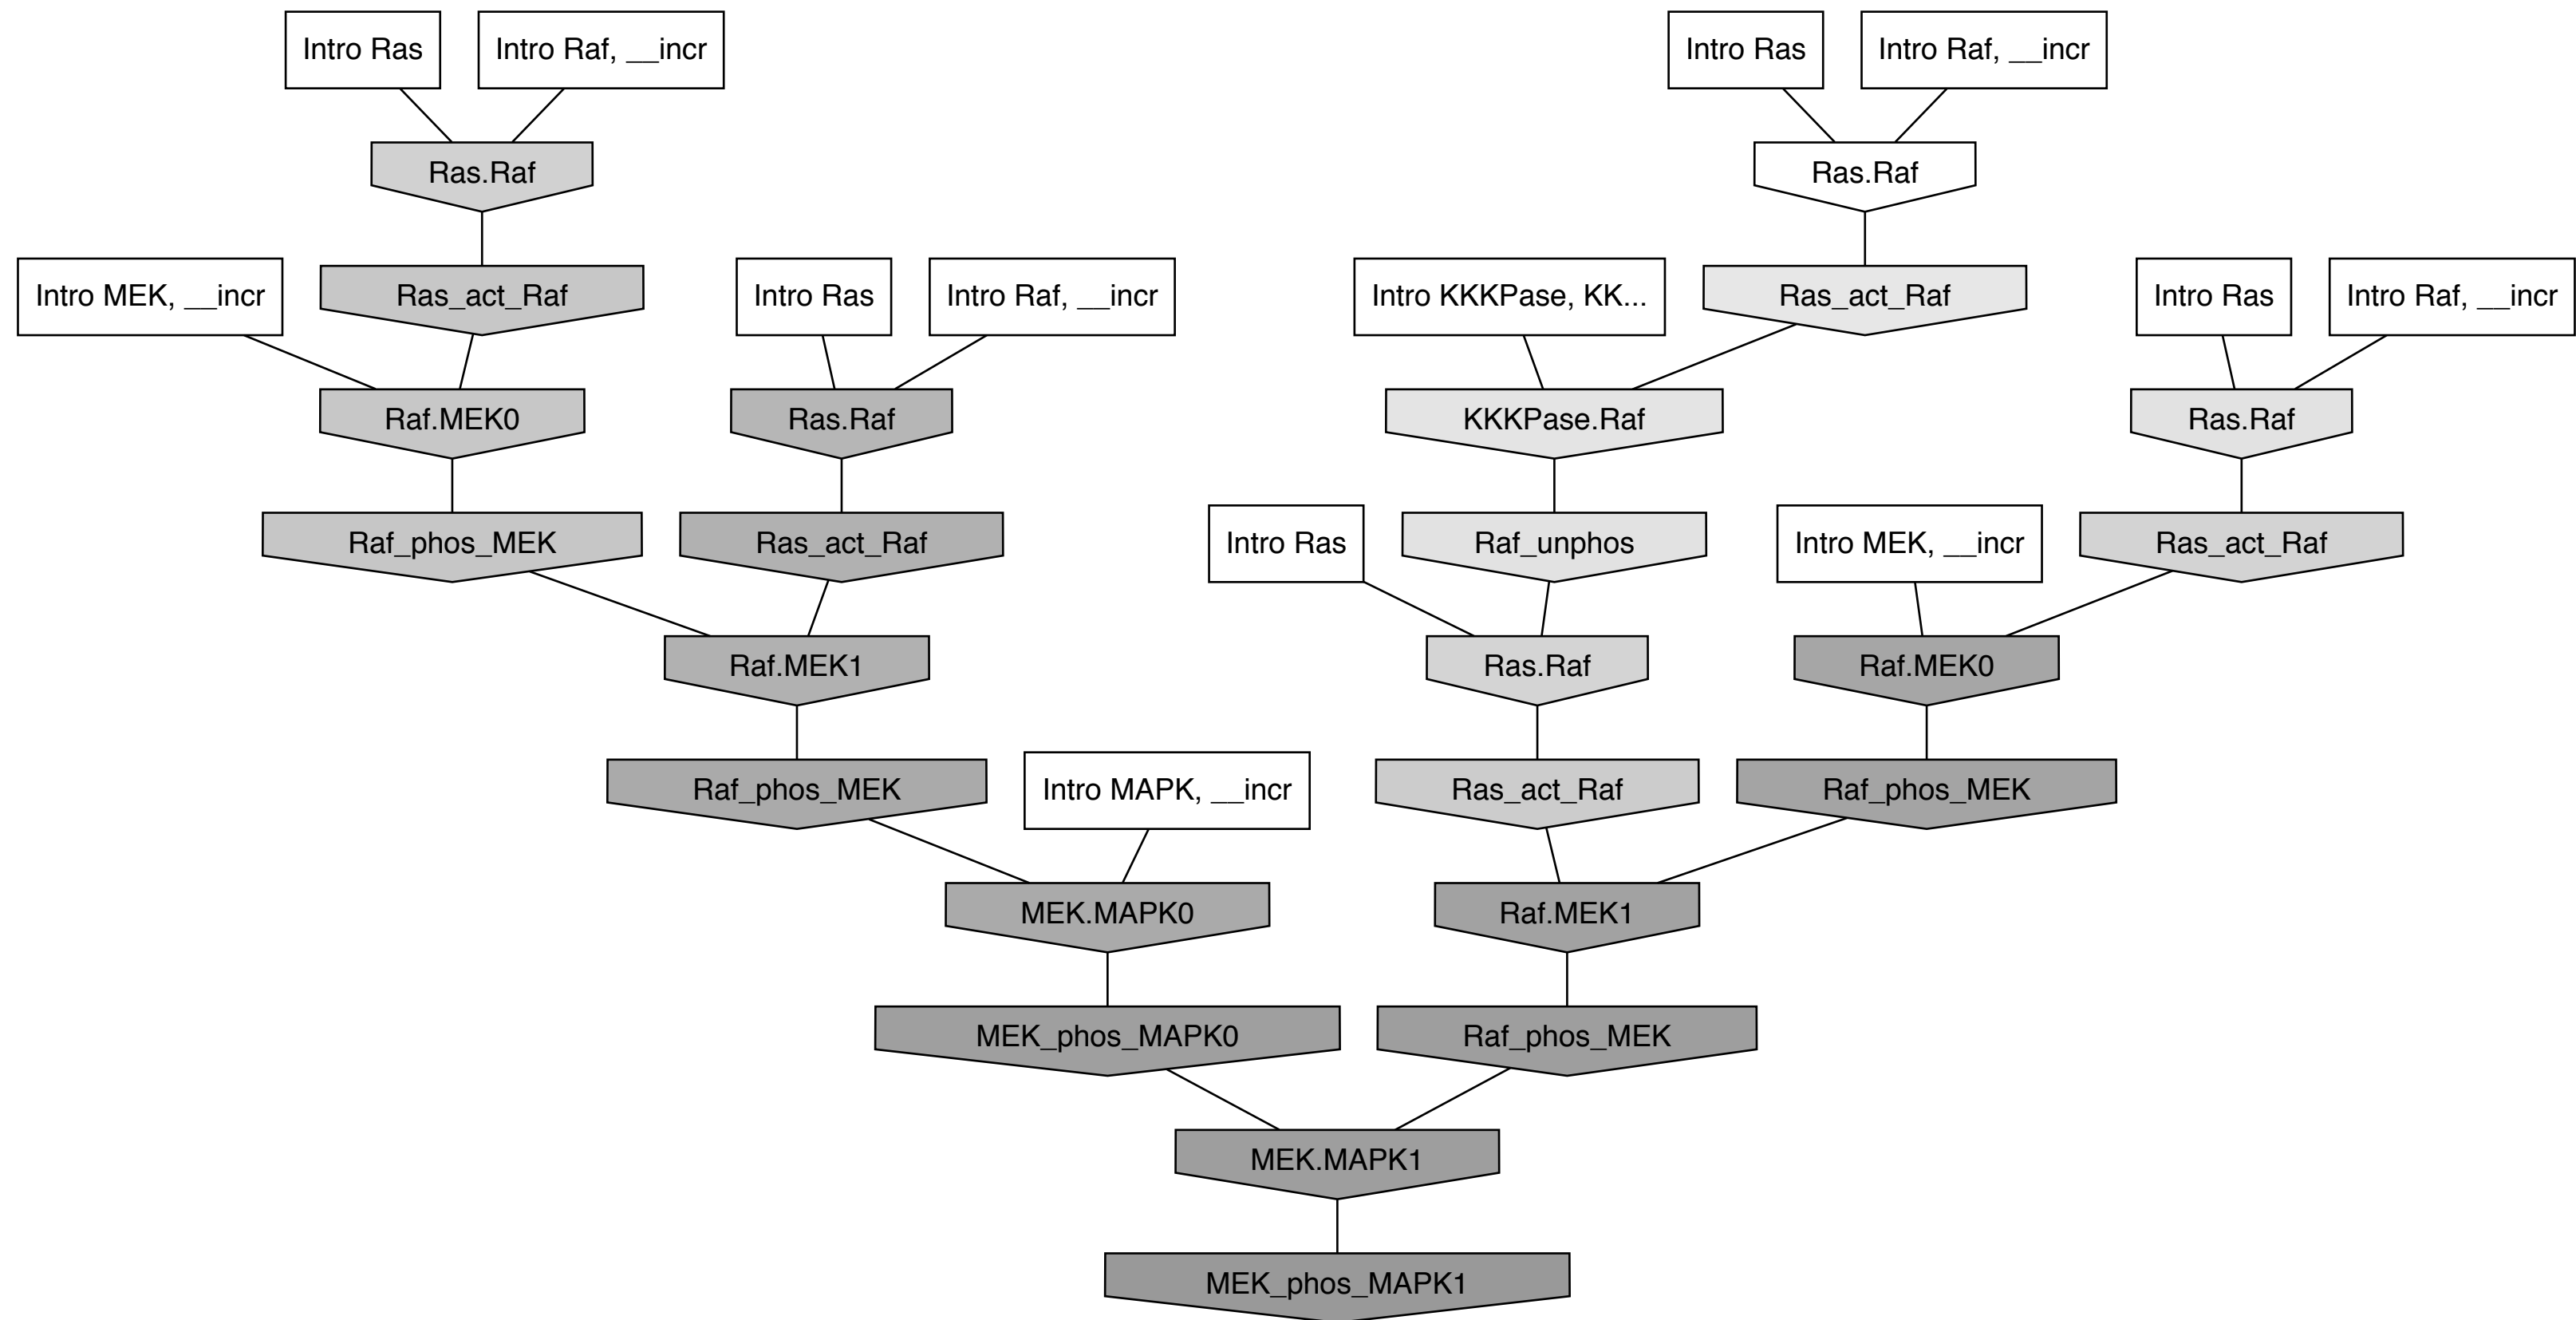 Intro Ras
Intro Raf, __incr
Intro Ras
Intro Raf, __incr
Ras.Raf
Ras.Raf
Intro MEK, __incr
Ras_act_Raf
Intro Ras
Intro Raf, __incr
Intro KKKPase, KK...
Ras_act_Raf
Intro Ras
Intro Raf, __incr
Raf.MEK0
Ras.Raf
KKKPase.Raf
Ras.Raf
Raf_phos_MEK
Ras_act_Raf
Intro Ras
Raf_unphos
Intro MEK, __incr
Ras_act_Raf
Raf.MEK1
Ras.Raf
Raf.MEK0
Raf_phos_MEK
Intro MAPK, __incr
Ras_act_Raf
Raf_phos_MEK
MEK.MAPK0
Raf.MEK1
MEK_phos_MAPK0
Raf_phos_MEK
MEK.MAPK1
MEK_phos_MAPK1